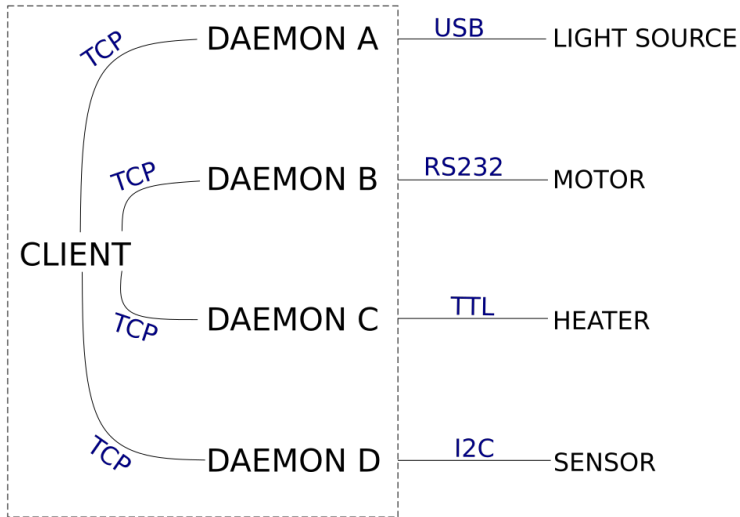 TCP
DAEMON A
USB
LIGHT SOURCE
TCP
DAEMON B
RS232
MOTOR
CLIENT
TCP
DAEMON C
TTL
HEATER
TCP
DAEMON D
I2C
SENSOR